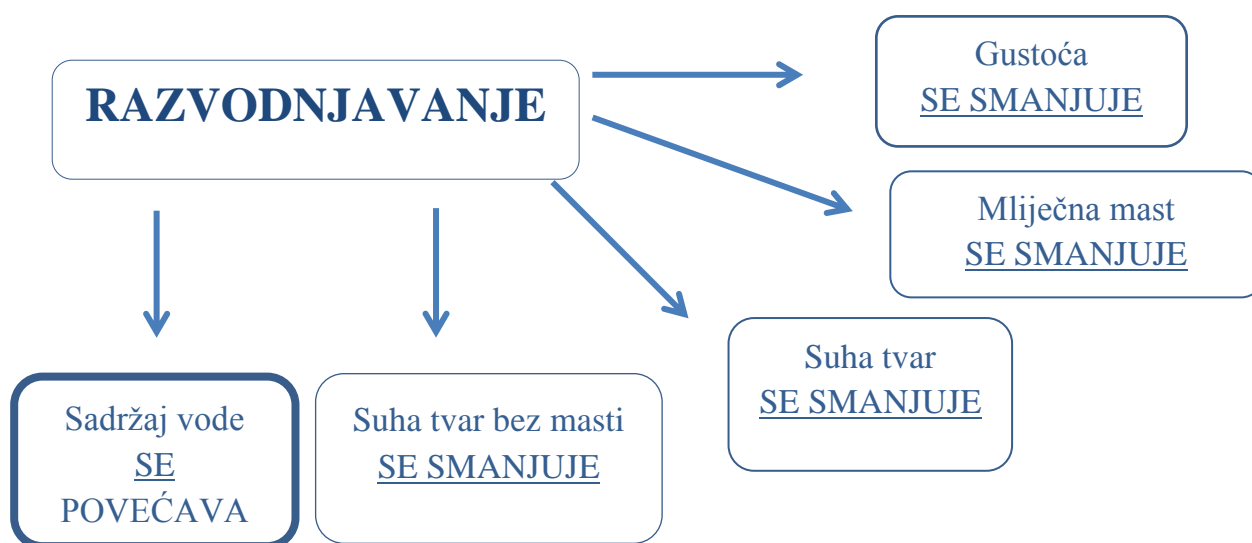 RAZVODNJAVANJE
Gustoća
SE SMANJUJE
Mliječna mast
SE SMANJUJE
Suha tvar
SE SMANJUJE
Suha tvar bez masti
SE SMANJUJE
Sadržaj vode
SE
POVEĆAVA